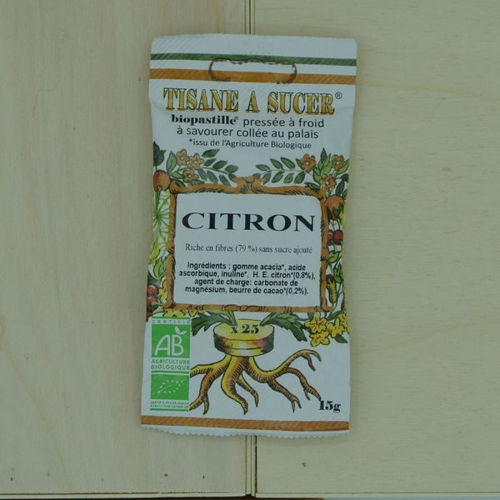 TISANE A SUCER®
biopastille® pressée à froid
à savourer collée au palais
*issu de l'Agriculture Biologique
CITRON
Riche en fibres (79 %) sans sucre ajouté
Ingrédients : gomme acacia*, acide
ascorbique, inuline*, H. E. citron*(0.8%),
agent de charge: carbonate de
magnésium, beurre de cacao*(0,2%).
x 25
CERTIFIÉ
AB
AGRICULTURE
BIOLOGIQUE
15g